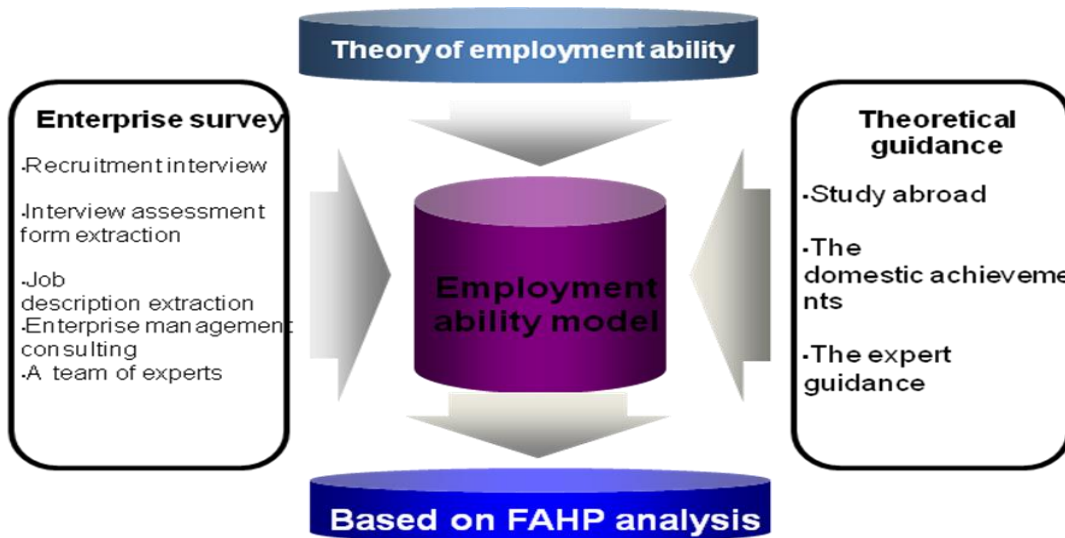 Theory of employment ability
Enterprise survey
·Recruitment interview
·Interview assessment
form extraction
·Job
description extraction
·Enterprise management
consulting
·A team of experts
Employment
ability model
Theoretical
guidance
·Study abroad
·The
domestic achieveme
nts
·The expert
guidance
Based on FAHP analysis